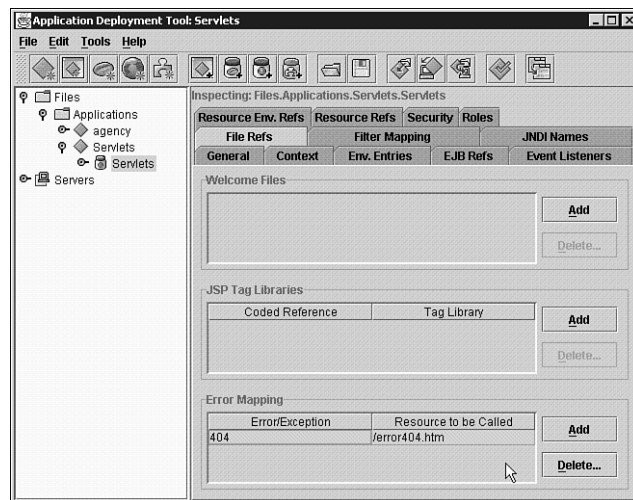 Application Deployment Tool: Servlets
File Edit Tools Help
Files
Applications
agency
Servlets
Servlets
Servers
Inspecting: Files.Applications.Servlets.Servlets
Resource Env. Refs Resource Refs Security Roles
File Refs Filter Mapping JNDI Names
General Context Env. Entries EJB Refs Event Listeners
Welcome Files
Add
Delete...
JSP Tag Libraries
Coded Reference Tag Library
Add
Delete...
Error Mapping
Error/Exception Resource to be Called
404 /error404.htm
Add
Delete...